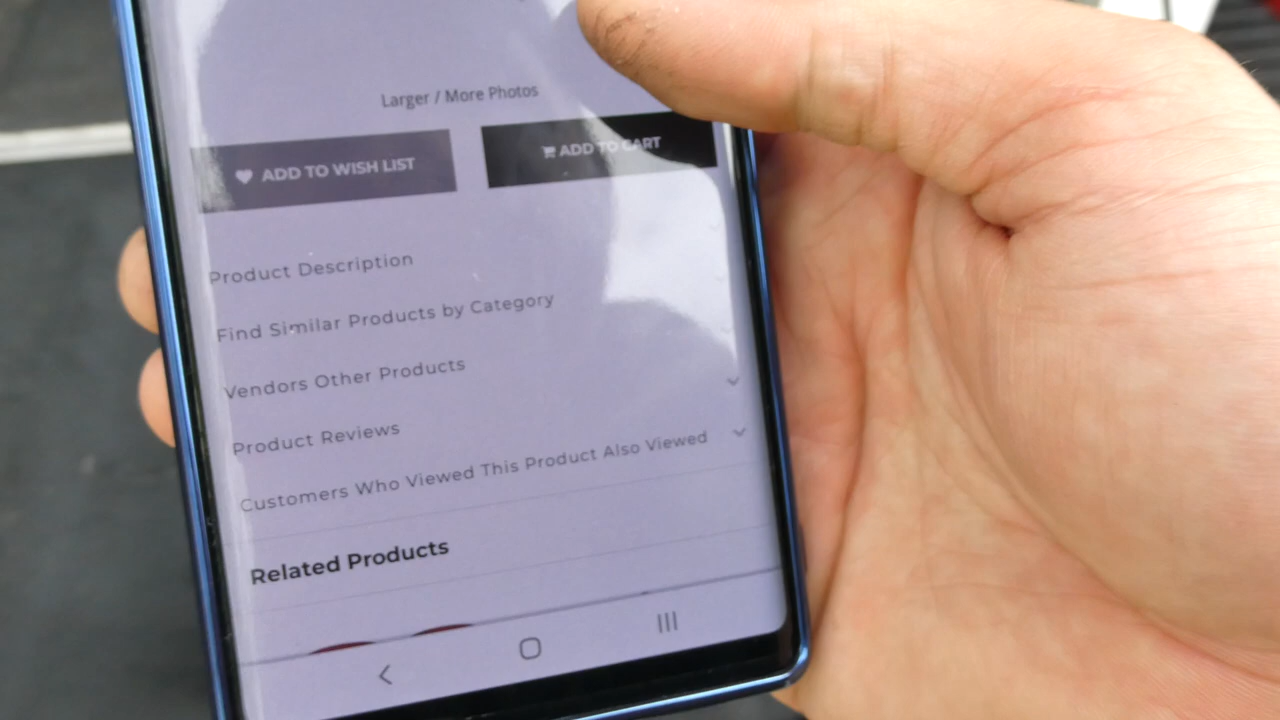 Larger / More Photos
ADD TO WISH LIST
ADD TO CART
Product Description
Find Similar Products by Category
Vendors Other Products
Product Reviews
Customers Who Viewed This Product Also Viewed
Related Products